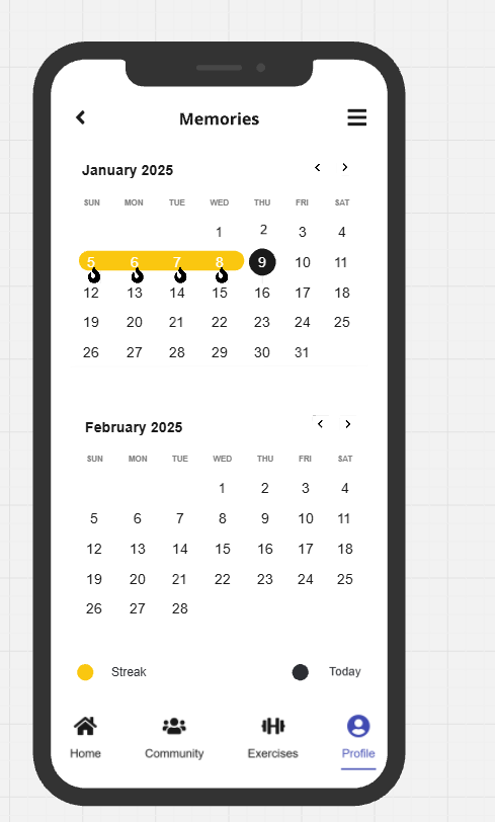 Memories
January 2025
SUN MON TUE WED THU FRI SAT
1 2 3 4
5 6 7 8 9 10 11
12 13 14 15 16 17 18
19 20 21 22 23 24 25
26 27 28 29 30 31
February 2025
SUN MON TUE WED THU FRI SAT
1 2 3 4
5 6 7 8 9 10 11
12 13 14 15 16 17 18
19 20 21 22 23 24 25
26 27 28
Streak Today
Home Community Exercises Profile